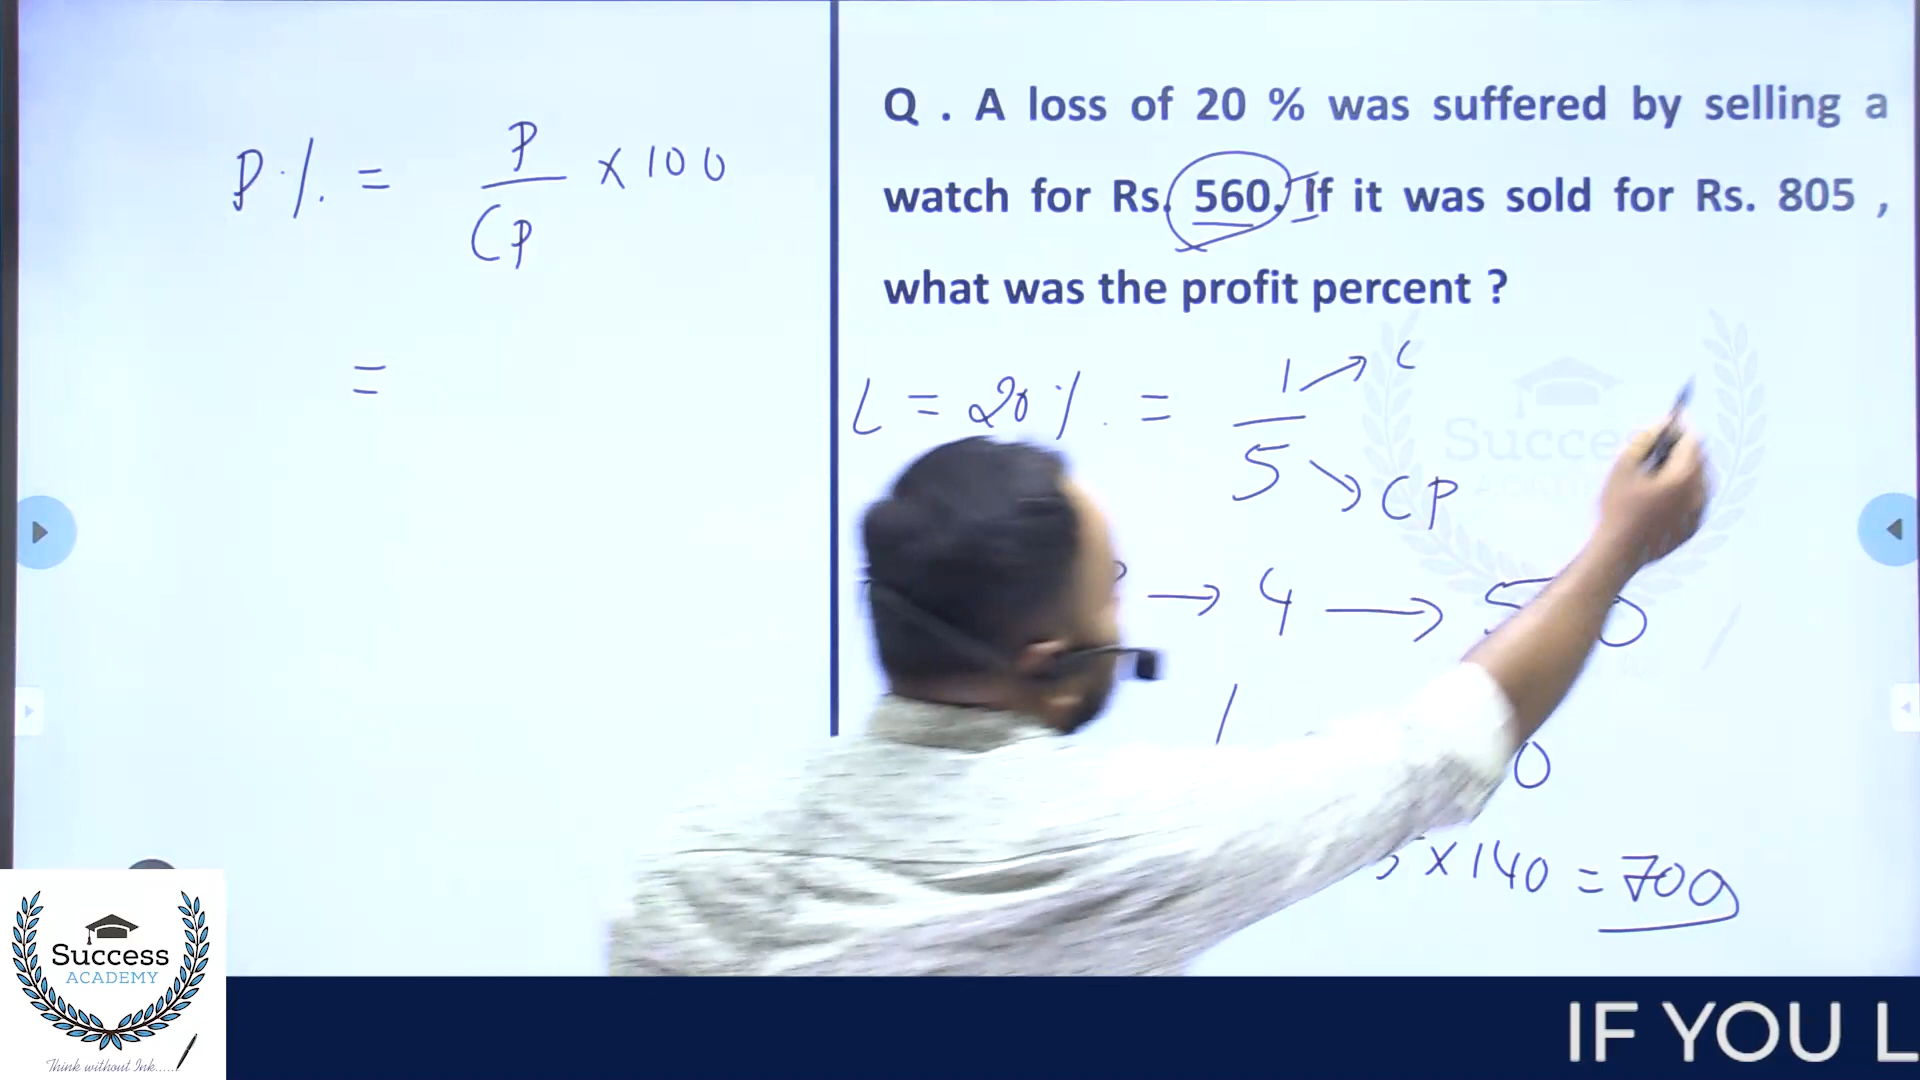 P % = P/CP × 100
=
Q . A loss of 20 % was suffered by selling a
watch for Rs. 560. If it was sold for Rs. 805 ,
what was the profit percent ?
L = 20 % = 1/5
CP
→ 4 →
1
5 × 140 = 700
Success
ACADEMY
Think without Ink.....
IF YOU L